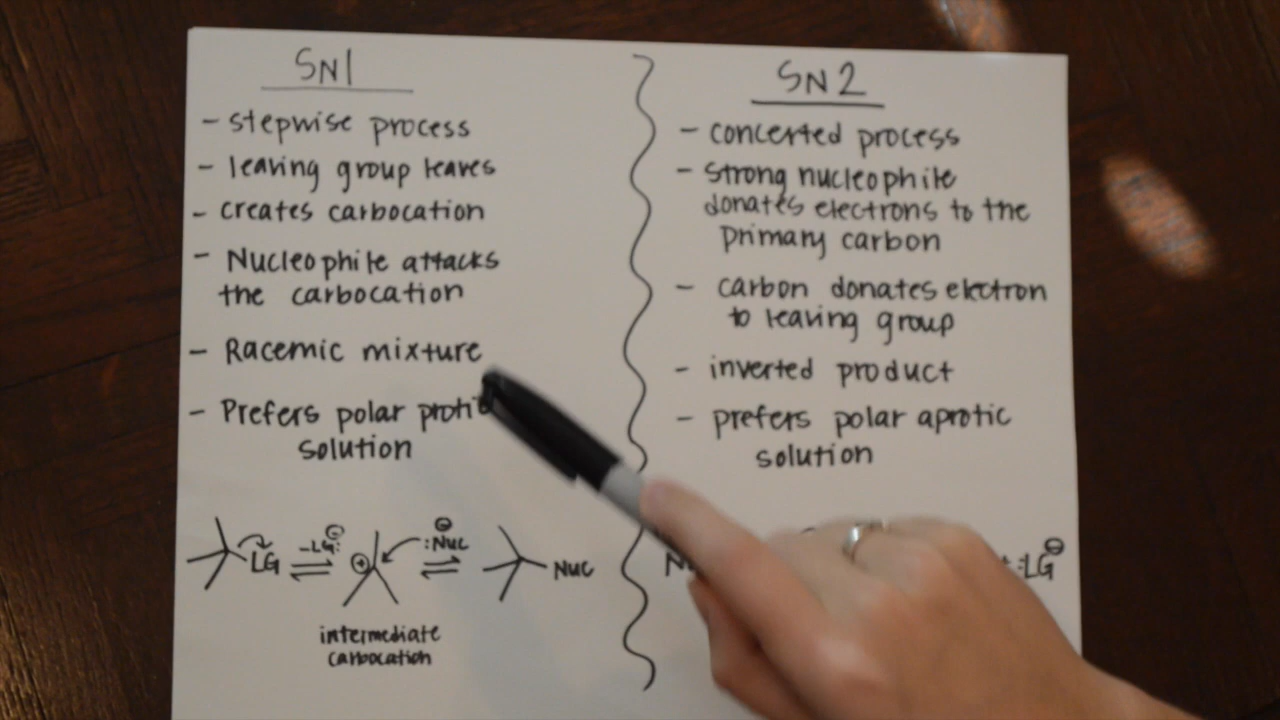 SN1
- stepwise process
- leaving group leaves
- creates carbocation
- Nucleophile attacks
the carbocation
- Racemic mixture
- Prefers polar
solution
LG
-LG:⊖
⊕
⊖
:Nuc
Nuc
intermediate
carbocation
SN2
- concerted process
- strong nucleophile
donates electrons to the
primary carbon
- carbon donates electron
to leaving group
- inverted product
- prefers polar aprotic
solution
:LG⊖